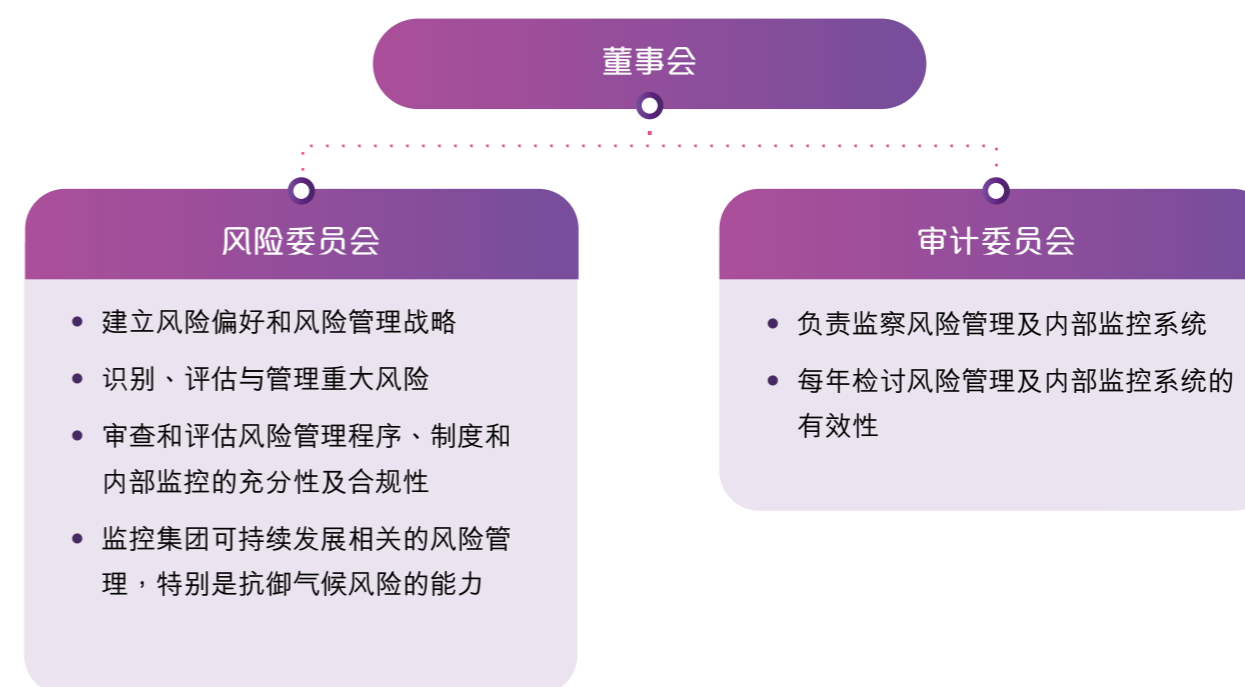 董事会
风险委员会
• 建立风险偏好和风险管理战略
• 识别、评估与管理重大风险
• 审查和评估风险管理程序、制度和
内部监控的充分性及合规性
• 监控集团可持续发展相关的风险管
理，特别是抗御气候风险的能力
审计委员会
• 负责监察风险管理及内部监控系统
• 每年检讨风险管理及内部监控系统的
有效性